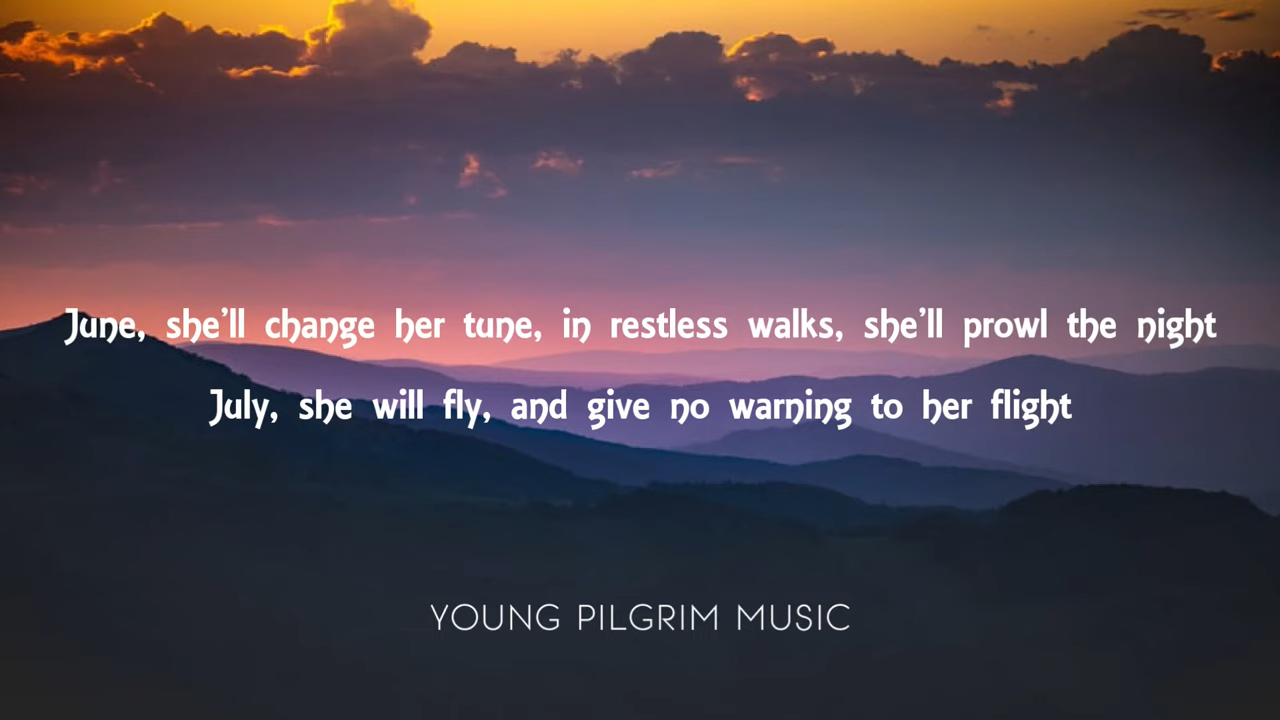 June, she'll change her tune, in restless walks, she'll prowl the night
July, she will fly, and give no warning to her flight
YOUNG PILGRIM MUSIC